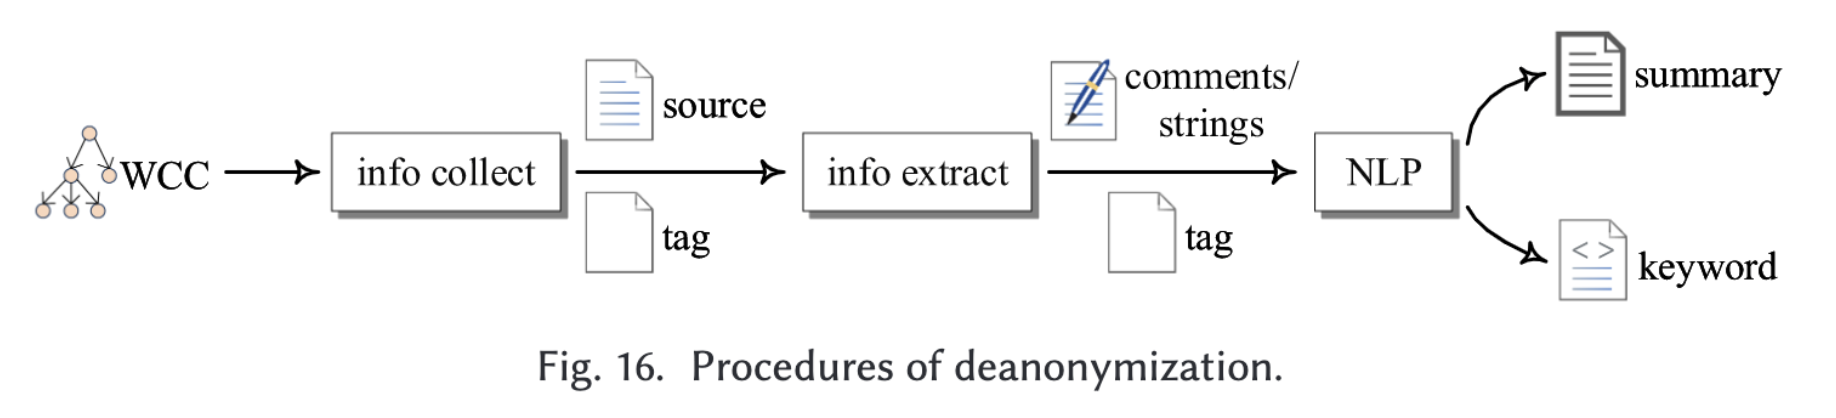 WCC
info collect
source
tag
info extract
comments/
strings
tag
NLP
summary
< >
keyword
Fig. 16. Procedures of deanonymization.